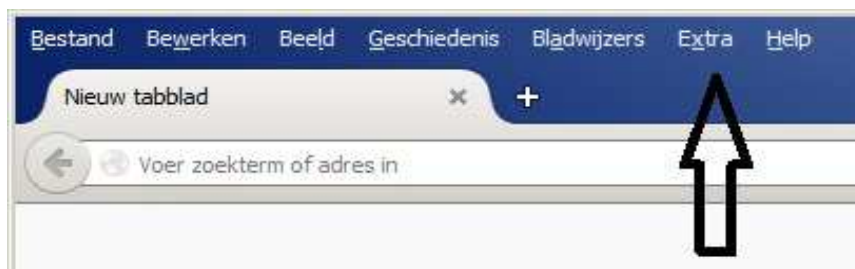 Bestand Bewerken Beeld Geschiedenis Bladwijzers Extra Help
Nieuw tabblad
Voer zoekterm of adres in